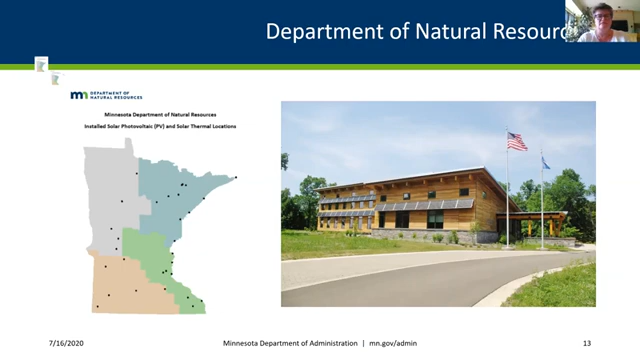 Department of Natural Resourc
mn DEPARTMENT OF
NATURAL RESOURCES
Minnesota Department of Natural Resources
Installed Solar Photovoltaic (PV) and Solar Thermal Locations
7/16/2020
Minnesota Department of Administration | mn.gov/admin
13